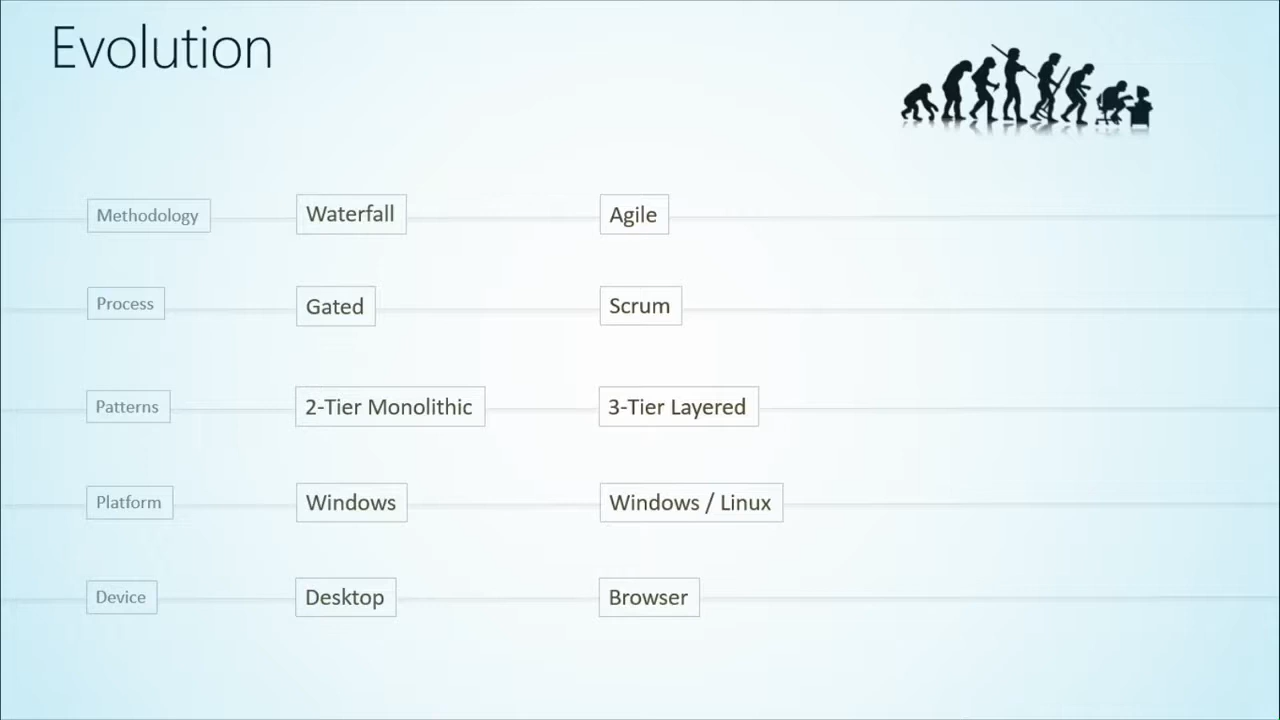 Evolution
Methodology Waterfall Agile
Process Gated Scrum
Patterns 2-Tier Monolithic 3-Tier Layered
Platform Windows Windows / Linux
Device Desktop Browser